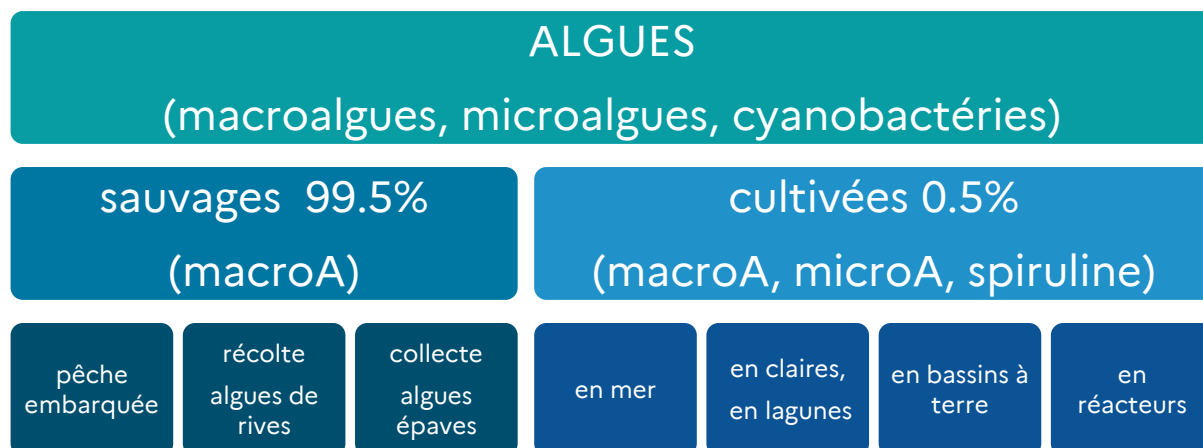 ALGUES
(macroalgues, microalgues, cyanobactéries)
sauvages 99.5%
(macroA)
cultivées 0.5%
(macroA, microA, spiruline)
pêche
embarquée
récolte
algues de
rives
collecte
algues
épaves
en mer
en claires,
en lagunes
en bassins à
terre
en
réacteurs